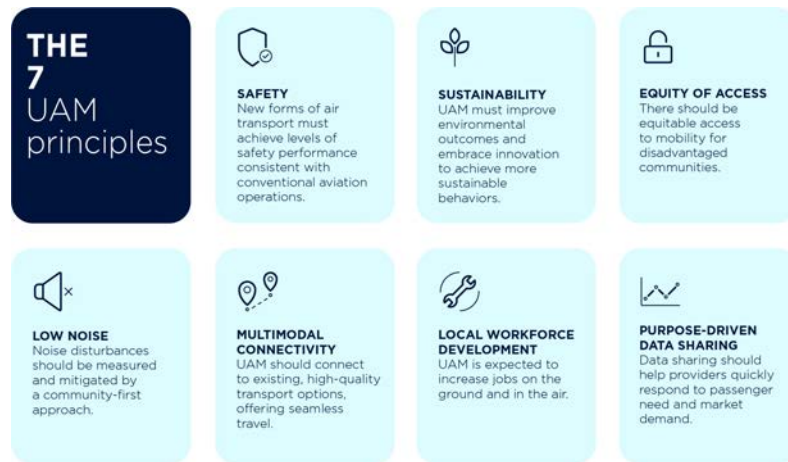 THE
7
UAM
principles
SAFETY
New forms of air
transport must
achieve levels of
safety performance
consistent with
conventional aviation
operations.
SUSTAINABILITY
UAM must improve
environmental
outcomes and
embrace innovation
to achieve more
sustainable
behaviors.
EQUITY OF ACCESS
There should be
equitable access
to mobility for
disadvantaged
communities.
LOW NOISE
Noise disturbances
should be measured
and mitigated by
a community-first
approach.
MULTIMODAL
CONNECTIVITY
UAM should connect
to existing, high-quality
transport options,
offering seamless
travel.
LOCAL WORKFORCE
DEVELOPMENT
UAM is expected to
increase jobs on the
ground and in the air.
PURPOSE-DRIVEN
DATA SHARING
Data sharing should
help providers quickly
respond to passenger
need and market
demand.